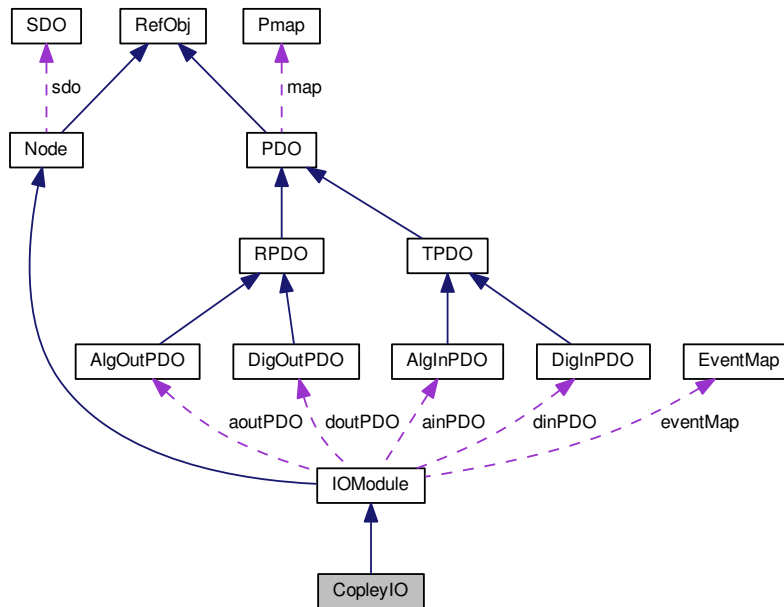 SDO
RefObj
Pmap
sdo
map
Node
PDO
RPDO
TPDO
AlgOutPDO
DigOutPDO
AlgInPDO
DigInPDO
EventMap
aoutPDO
doutPDO
ainPDO
dinPDO
eventMap
IOModule
CopleyIO